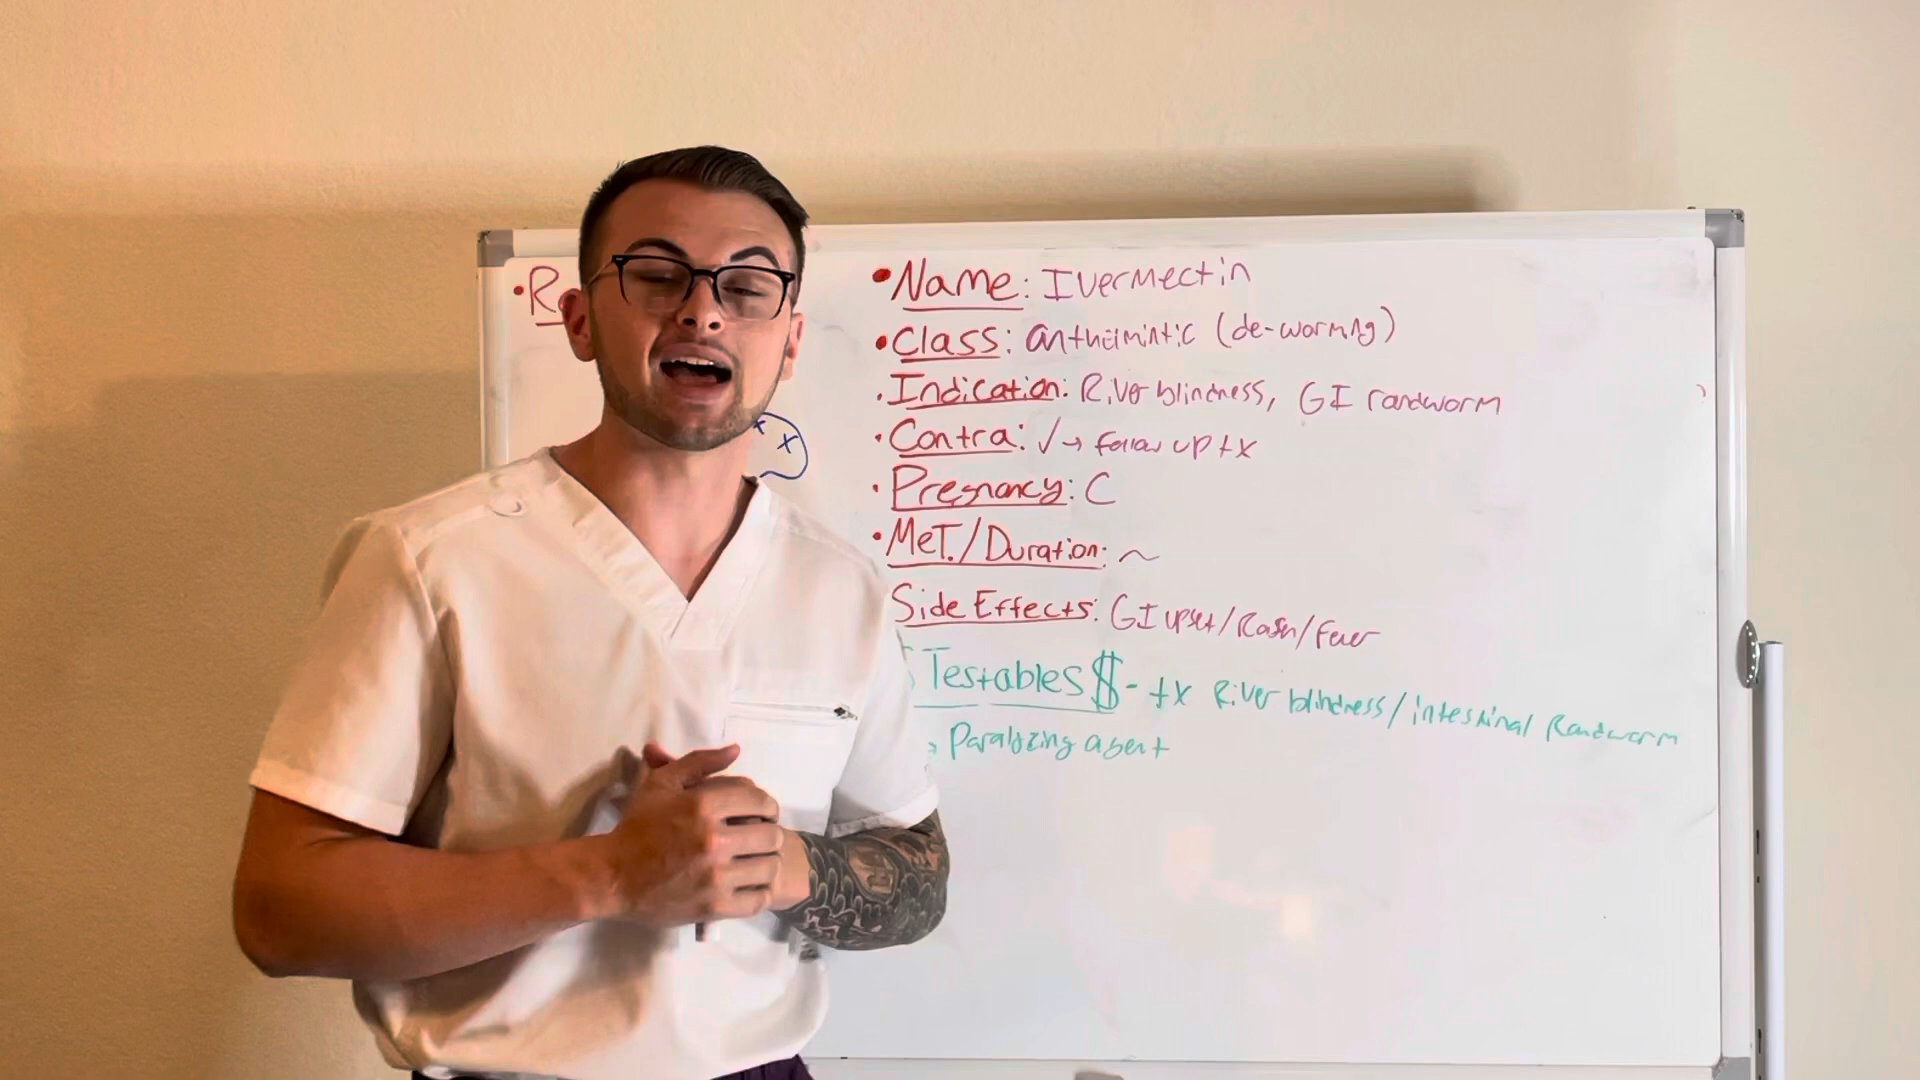 • R
• Name: Ivermectin
• Class: anthelmintic (de-worming)
• Indication: River blindness, GI roundworm
• Contra: ✓→ follow up tx
• Pregnancy: C
• MeT./Duration: ~
Side Effects: GI upset/Rash/Fever
Testables $ - tx River blindness/intestinal Roundworm
Paralyzing agent
x x